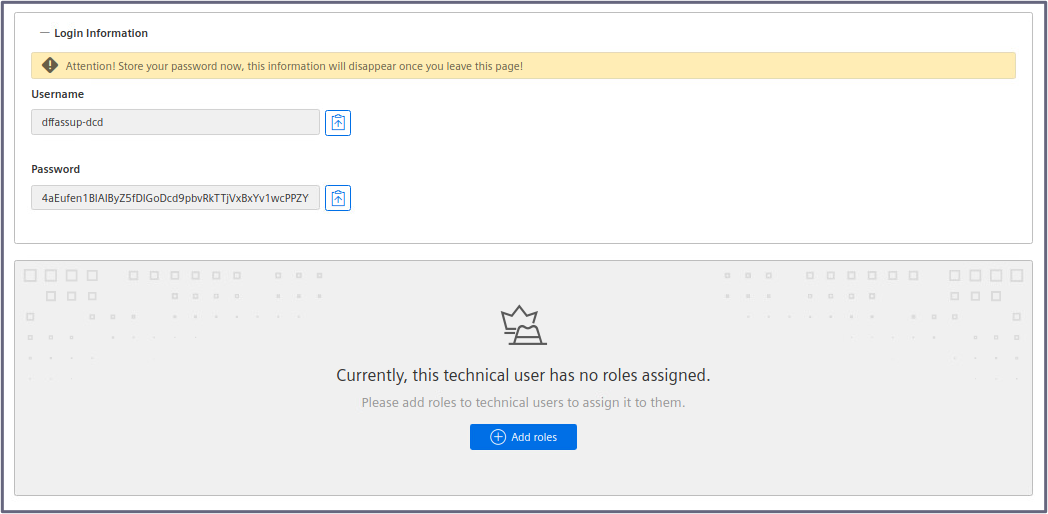 Login Information
Attention! Store your password now, this information will disappear once you leave this page!
Username
dffassup-dcd
Password
4aEufen1BIAIByZ5fDIGoDcd9pbvRkTTjVxBxYv1wcPPZY
Currently, this technical user has no roles assigned.
Please add roles to technical users to assign it to them.
Add roles